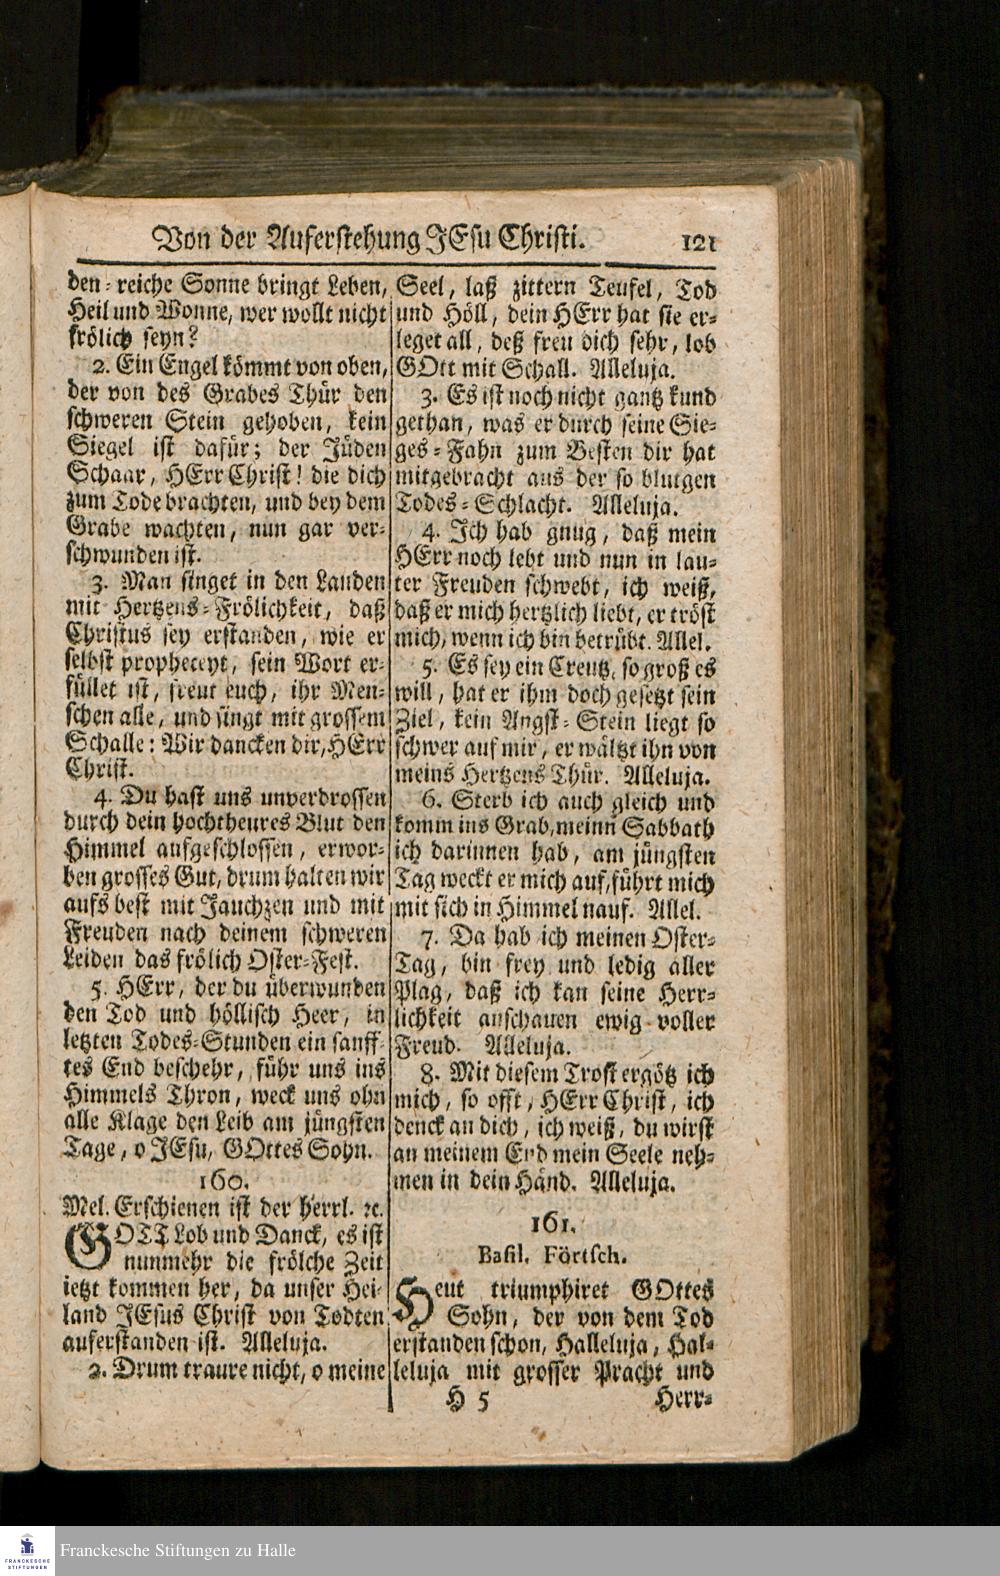 Von der Auferstehung JEsu Christi. 121
den-reiche Sonne bringt Leben,
Heil und Wonne, wer wollt nicht
frölich seyn?
2. Ein Engel kömmt von oben,
der von des Grabes Thür den
schweren Stein gehoben, kein
Siegel ist dafür; der Jüden
Schaar, HErr Christ! die dich
zum Tode brachten, und bey dem
Grabe wachten, nun gar ver-
schwunden ist.
3. Man singet in den Landen
mit Hertzens-Frölichkeit, daß
Christus sey erstanden, wie er
selbst propheceyt, sein Wort er-
füllet ist, freut euch, ihr Men-
schen alle, und singt mit grossem
Schalle: Wir dancken dir, HErr
Christ.
4. Du hast uns unverdrossen
durch dein hochtheures Blut den
Himmel aufgeschlossen, erwor-
ben grosses Gut, drum halten wir
aufs best mit Jauchzen und mit
Freuden nach deinem schweren
Leiden das frölich Oster-Fest.
5. HErr, der du überwunden
den Tod und höllisch Heer, in
letzten Todes-Stunden ein sanff-
tes End beschehr, führ uns ins
Himmels Thron, weck uns ohn
alle Klage den Leib am jüngsten
Tage, o JEsu, GOttes Sohn.
160.
Mel. Erschienen ist der herrl. ꝛc.
GOTT Lob und Danck, es ist
nunmehr die frölche Zeit
ietzt kommen her, da unser Hei-
land JEsus Christ von Todten
auferstanden ist. Alleluja.
2. Drum traure nicht, o meine
Seel, laß zittern Teufel, Tod
und Höll, dein HErr hat sie er-
leget all, deß freu dich sehr, lob
GOtt mit Schall. Alleluja.
3. Es ist noch nicht gantz kund
gethan, was er durch seine Sie-
ges-Fahn zum Besten dir hat
mitgebracht aus der so blutgen
Todes-Schlacht. Alleluja.
4. Ich hab gnug, daß mein
HErr noch lebt und nun in lau-
ter Freuden schwebt, ich weiß,
daß er mich hertzlich liebt, er tröst
mich, wenn ich bin betrübt. Allel.
5. Es sey ein Creutz, so groß es
will, hat er ihm doch gesetzt sein
Ziel, kein Angst-Stein liegt so
schwer auf mir, er wältzt ihn von
meins Hertzens Thür. Alleluja.
6. Sterb ich auch gleich und
komm ins Grab, meinn Sabbath
ich darinnen hab, am jüngsten
Tag weckt er mich auf, führt mich
mit sich in Himmel nauf. Allel.
7. Da hab ich meinen Oster-
Tag, bin frey und ledig aller
Plag, daß ich kan seine Herr-
lichkeit anschauen ewig voller
Freud. Alleluja.
8. Mit diesem Trost ergötz ich
mich, so offt, HErr Christ, ich
denck an dich, ich weiß, du wirst
an meinem End mein Seele neh-
men in dein Händ. Alleluja.
161.
Basil. Förtsch.
Heut triumphiret GOttes
Sohn, der von dem Tod
erstanden schon, Halleluja, Hal-
leluja mit grosser Pracht und
H 5 Herr-
FRANCKESCHE
STIFTUNGEN
Franckesche Stiftungen zu Halle